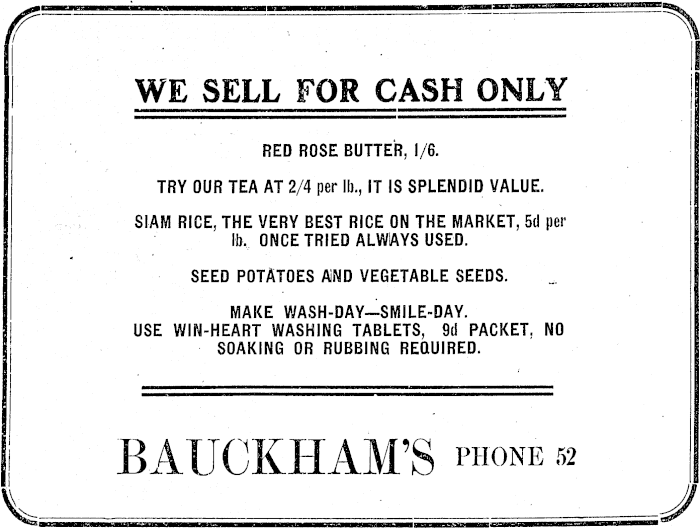 WE SELL FOR CASH ONLY
RED ROSE BUTTER, 1/6.
TRY OUR TEA AT 2/4 per lb., IT IS SPLENDID VALUE.
SIAM RICE, THE VERY BEST RICE ON THE MARKET, 5d per
lb. ONCE TRIED ALWAYS USED.
SEED POTATOES AND VEGETABLE SEEDS.
MAKE WASH-DAY—SMILE-DAY.
USE WIN-HEART WASHING TABLETS, 9d PACKET, NO
SOAKING OR RUBBING REQUIRED.
BAUCKHAM'S PHONE 52